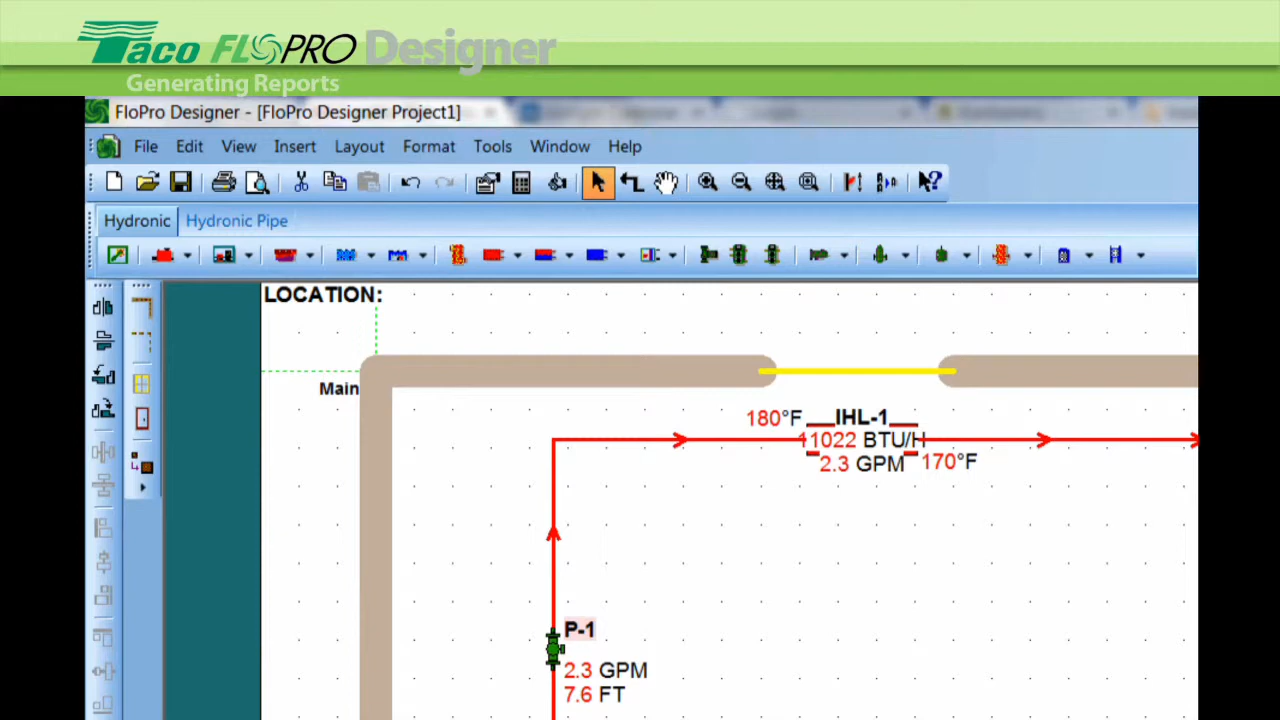 Taco FLOPRO Designer
Generating Reports
FloPro Designer - [FloPro Designer Project1]
File Edit View Insert Layout Format Tools Window Help
Hydronic Hydronic Pipe
LOCATION:
Main
180°F IHL-1
11022 BTU/H
2.3 GPM 170°F
P-1
2.3 GPM
7.6 FT